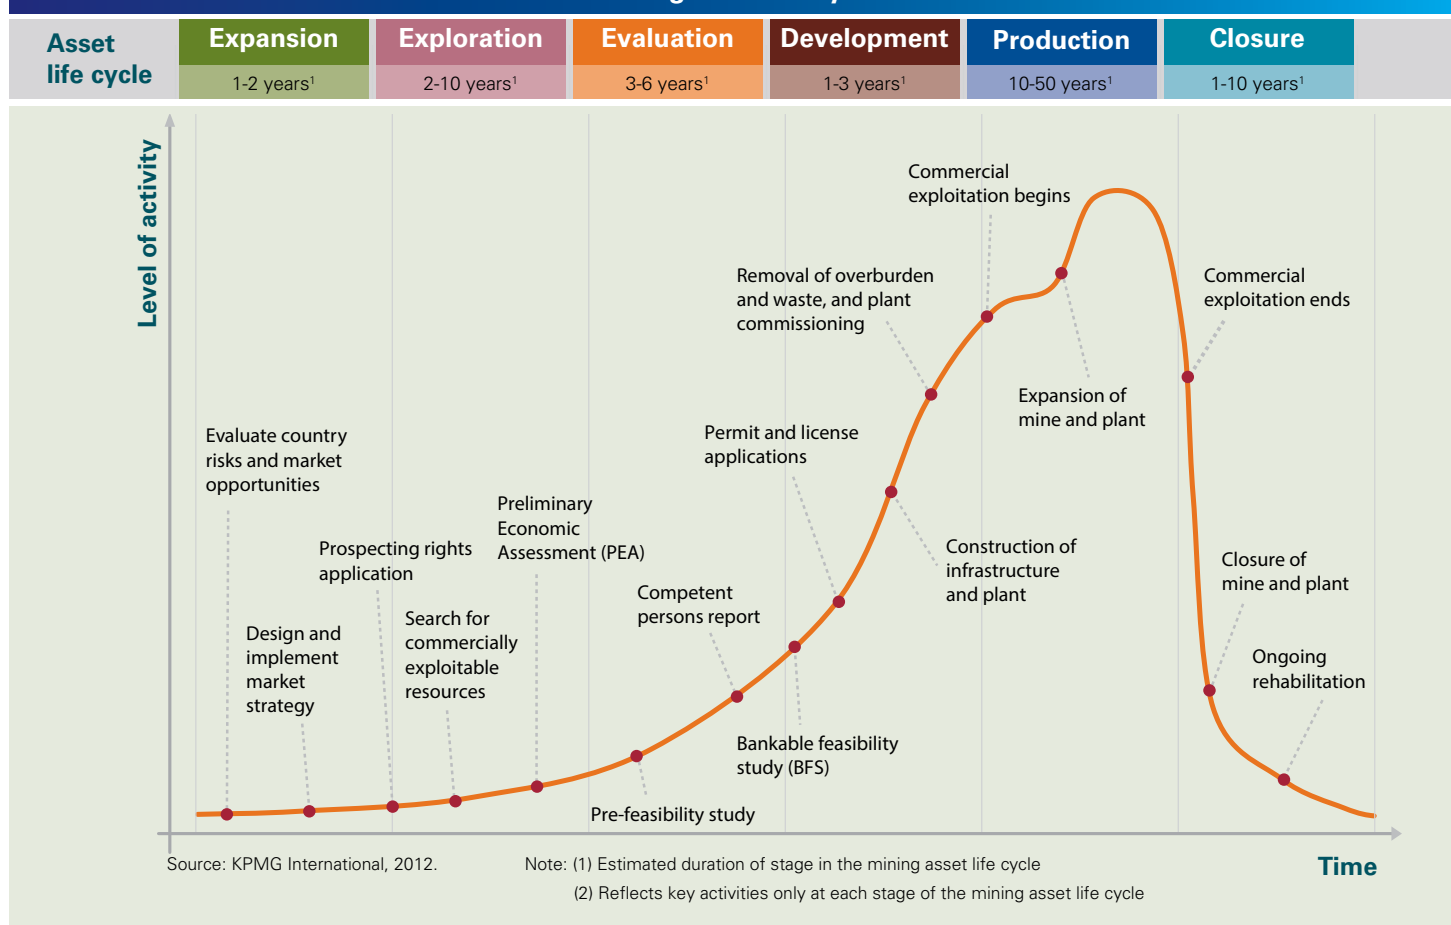 Asset
life cycle
Expansion
1-2 years¹
Exploration
2-10 years¹
Evaluation
3-6 years¹
Development
1-3 years¹
Production
10-50 years¹
Closure
1-10 years¹
Level of activity
Evaluate country
risks and market
opportunities
Design and
implement
market
strategy
Prospecting rights
application
Search for
commercially
exploitable
resources
Preliminary
Economic
Assessment (PEA)
Pre-feasibility study
Competent
persons report
Bankable feasibility
study (BFS)
Permit and license
applications
Construction of
infrastructure
and plant
Removal of overburden
and waste, and plant
commissioning
Commercial
exploitation begins
Expansion of
mine and plant
Commercial
exploitation ends
Closure of
mine and plant
Ongoing
rehabilitation
Time
Source: KPMG International, 2012.
Note: (1) Estimated duration of stage in the mining asset life cycle
(2) Reflects key activities only at each stage of the mining asset life cycle